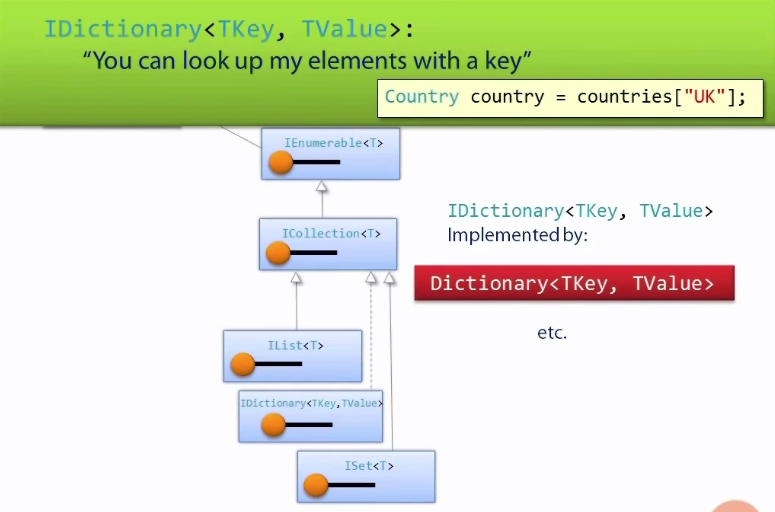 IDictionary<TKey, TValue>:
“You can look up my elements with a key”
Country country = countries["UK"];
IEnumerable<T>
ICollection<T>
IDictionary<TKey, TValue>
Implemented by:
Dictionary<TKey, TValue>
etc.
IList<T>
IDictionary<TKey,TValue>
ISet<T>